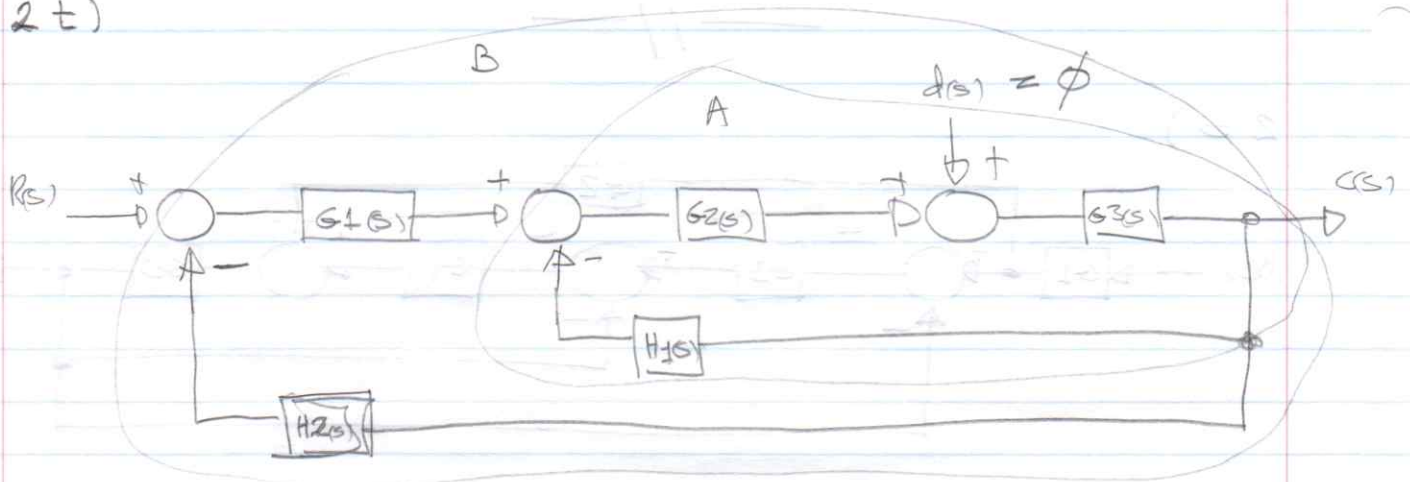 2 t)
B
d(s) = ∅
A
R(s) + G1(s) + G2(s) + + G3(s) C(s)
- -
H1(s)
H2(s)